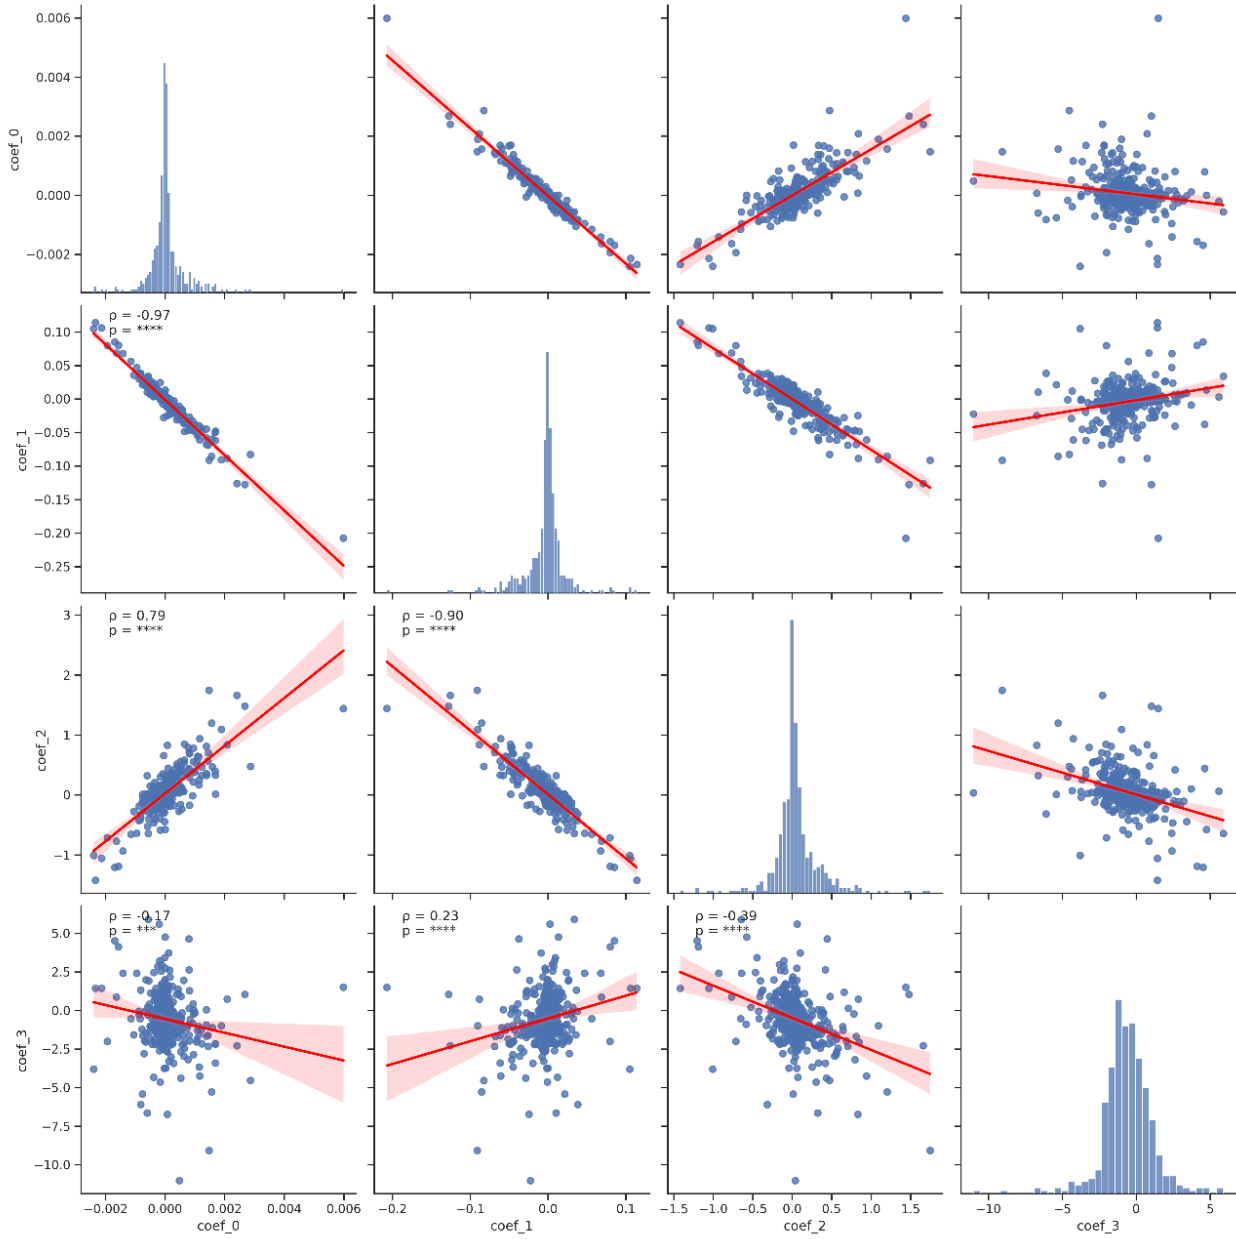 0.006
0.004
0.002
0.000
−0.002
coef_0
ρ = -0.97
p = ****
0.10
0.05
0.00
−0.05
−0.10
−0.15
−0.20
−0.25
coef_1
ρ = 0.79
p = ****
ρ = -0.90
p = ****
3
2
1
0
−1
coef_2
ρ = -0.17
p = ***
ρ = 0.23
p = ****
ρ = -0.39
p = ****
5.0
2.5
0.0
−2.5
−5.0
−7.5
−10.0
coef_3
−0.002 0.000 0.002 0.004 0.006
coef_0
−0.2 −0.1 0.0 0.1
coef_1
−1.5 −1.0 −0.5 0.0 0.5 1.0 1.5
coef_2
−10 −5 0 5
coef_3